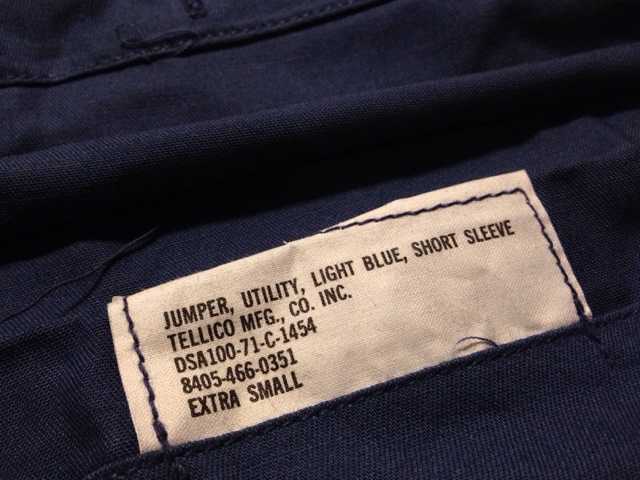 JUMPER, UTILITY, LIGHT BLUE, SHORT SLEEVE
TELLICO MFG., CO. INC.
DSA100-71-C-1454
8405-466-0351
EXTRA SMALL